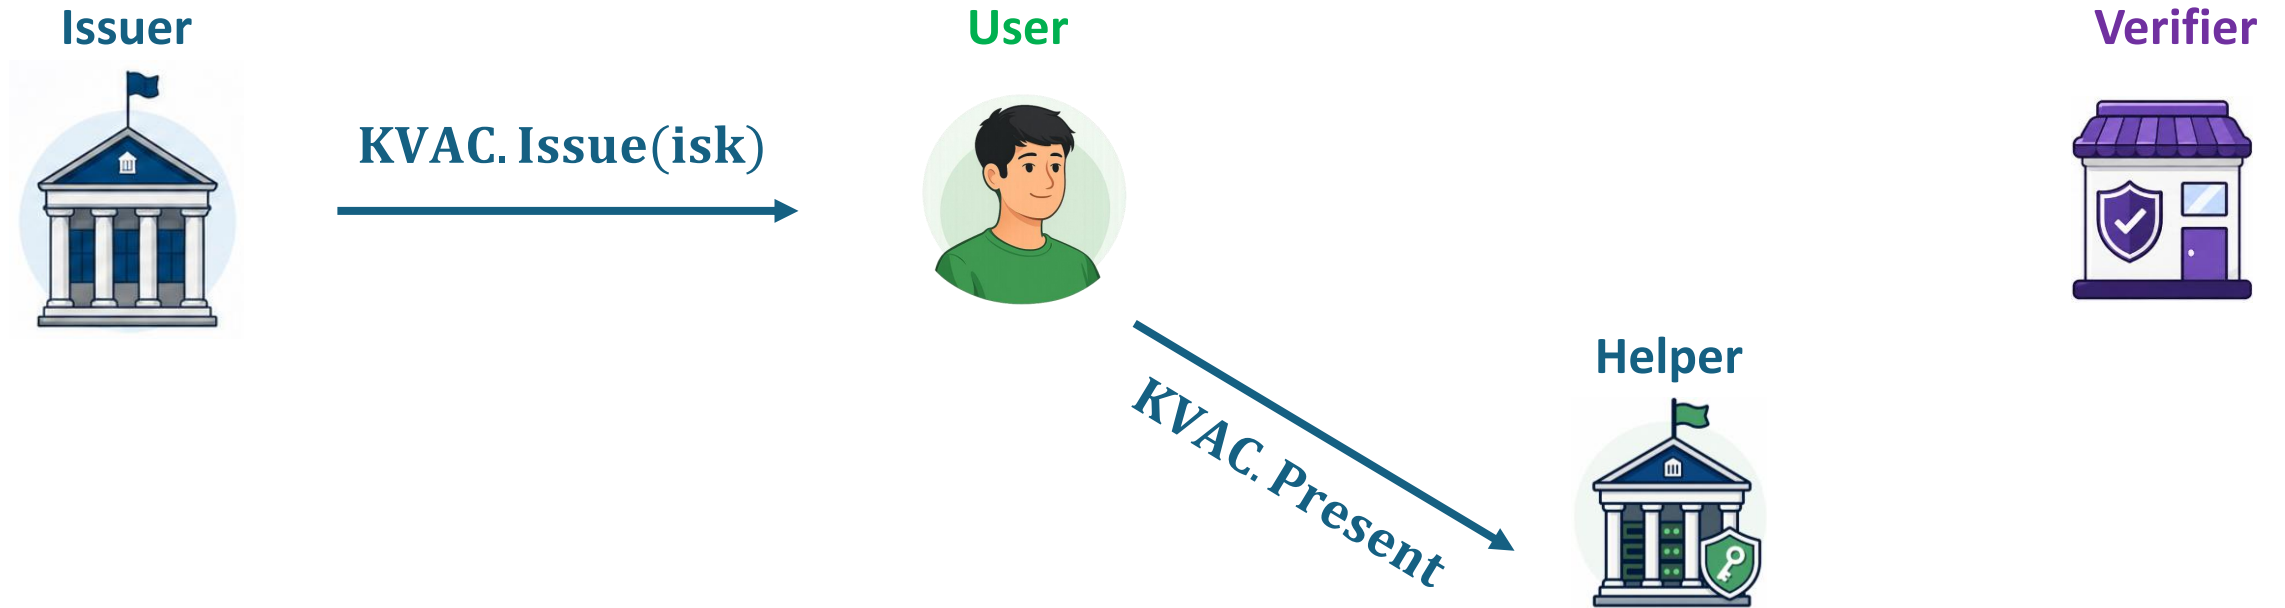 Issuer
User
Verifier
KVAC. Issue(isk)
Helper
KVAC. Present